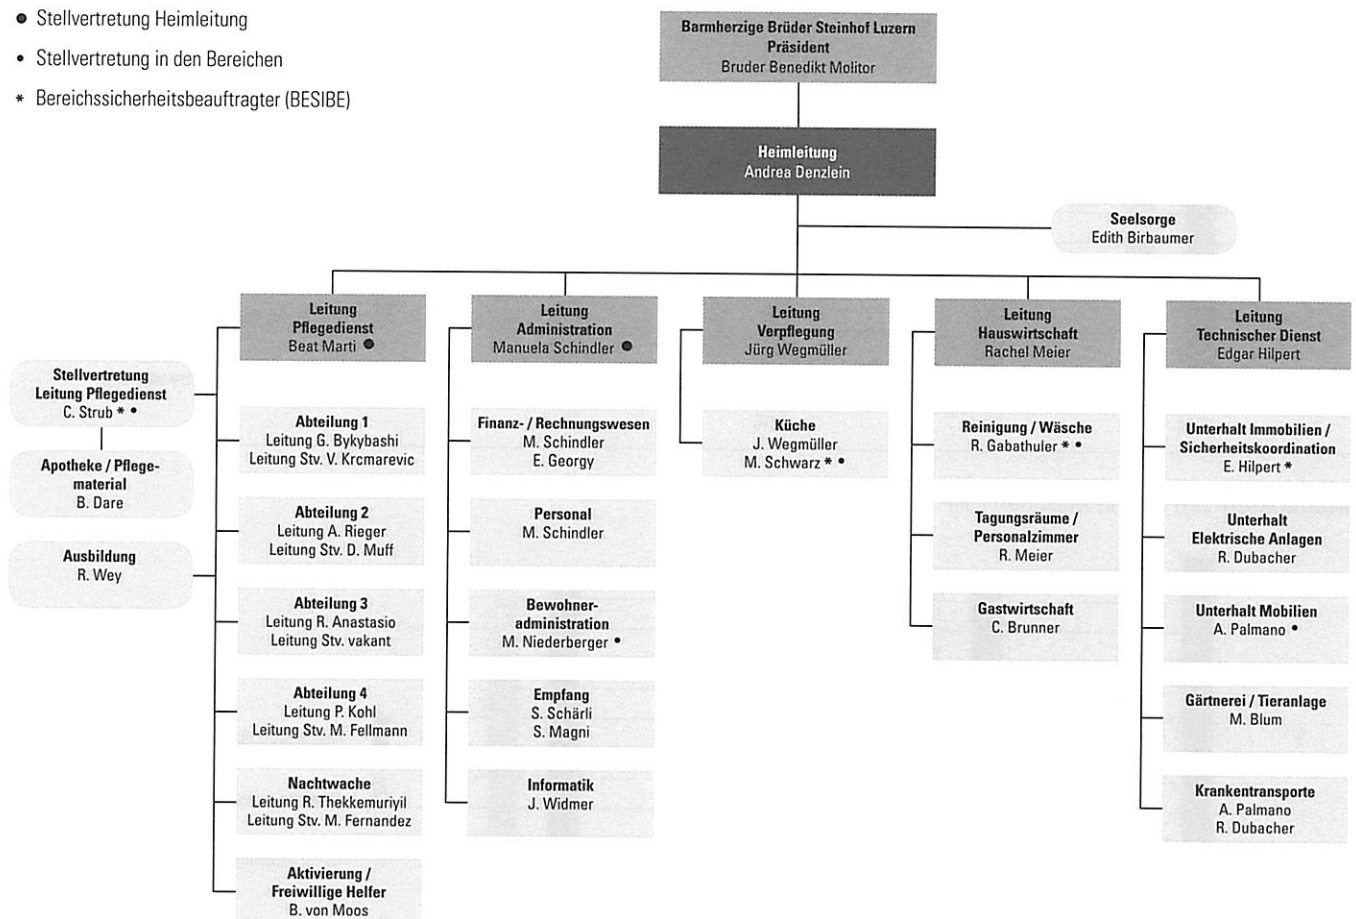 ● Stellvertretung Heimleitung
• Stellvertretung in den Bereichen
* Bereichssicherheitsbeauftragter (BESIBE)
Barmherzige Brüder Steinhof Luzern
Präsident
Bruder Benedikt Molitor
Heimleitung
Andrea Denzlein
Seelsorge
Edith Birbaumer
Leitung
Pflegedienst
Beat Marti ●
Stellvertretung
Leitung Pflegedienst
C. Strub * •
Apotheke / Pflege-
material
B. Dare
Ausbildung
R. Wey
Abteilung 1
Leitung G. Bykybashi
Leitung Stv. V. Krcmarevic
Abteilung 2
Leitung A. Rieger
Leitung Stv. D. Muff
Abteilung 3
Leitung R. Anastasio
Leitung Stv. vakant
Abteilung 4
Leitung P. Kohl
Leitung Stv. M. Fellmann
Nachtwache
Leitung R. Thekkemuriyil
Leitung Stv. M. Fernandez
Aktivierung /
Freiwillige Helfer
B. von Moos
Leitung
Administration
Manuela Schindler ●
Finanz- / Rechnungswesen
M. Schindler
E. Georgy
Personal
M. Schindler
Bewohner-
administration
M. Niederberger •
Empfang
S. Schärli
S. Magni
Informatik
J. Widmer
Leitung
Verpflegung
Jürg Wegmüller
Küche
J. Wegmüller
M. Schwarz * •
Leitung
Hauswirtschaft
Rachel Meier
Reinigung / Wäsche
R. Gabathuler * •
Tagungsräume /
Personalzimmer
R. Meier
Gastwirtschaft
C. Brunner
Leitung
Technischer Dienst
Edgar Hilpert
Unterhalt Immobilien /
Sicherheitskoordination
E. Hilpert *
Unterhalt
Elektrische Anlagen
R. Dubacher
Unterhalt Mobilien
A. Palmano •
Gärtnerei / Tieranlage
M. Blum
Krankentransporte
A. Palmano
R. Dubacher